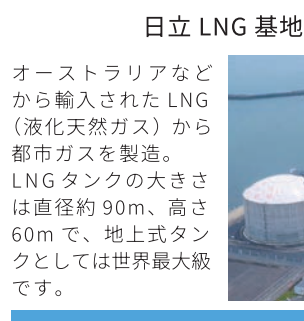 日立 LNG 基地
オーストラリアなど
から輸入された LNG
（液化天然ガス）から
都市ガスを製造。
LNG タンクの大きさ
は直径約 90m、高さ
60m で、地上式タン
クとしては世界最大級
です。